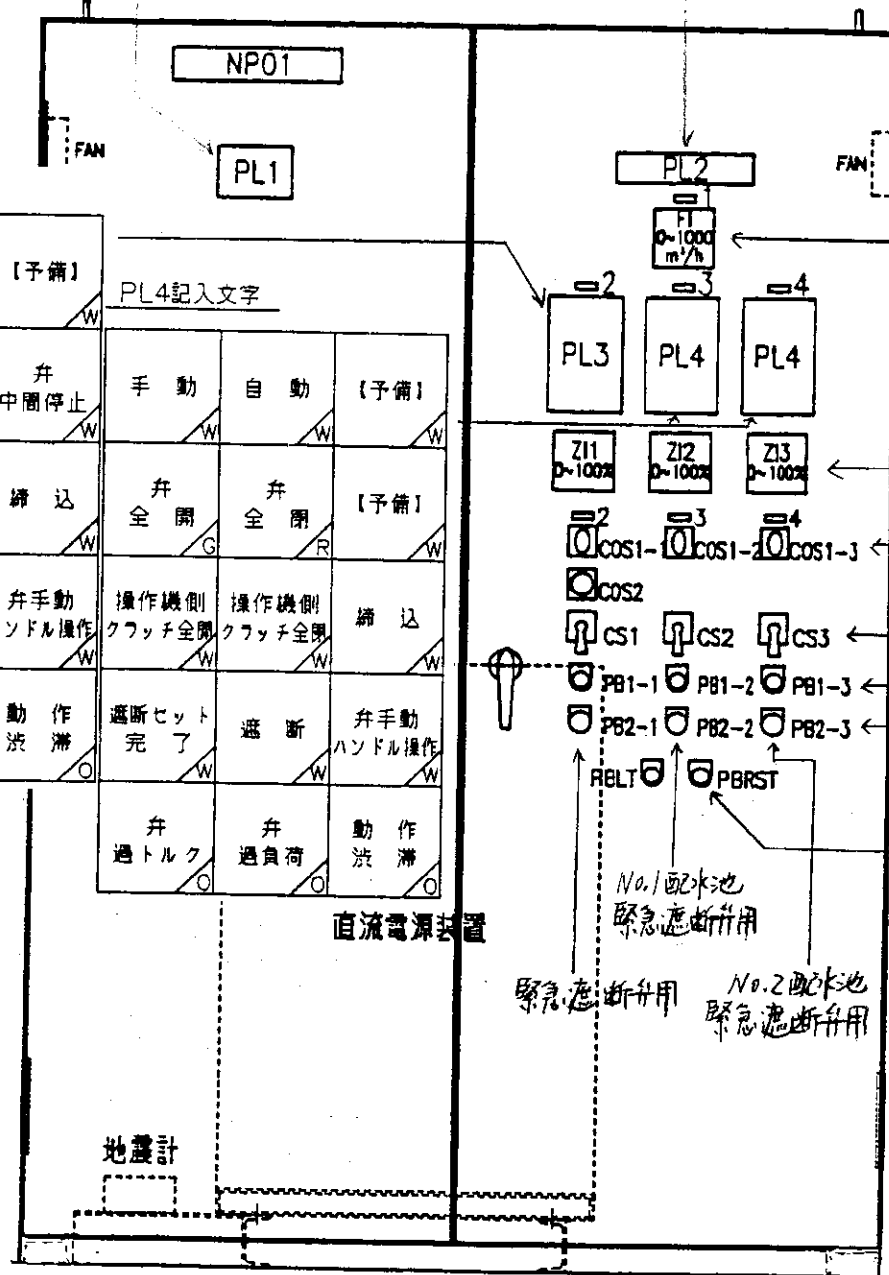 NP01
FAN
PL1
PL2
FAN
FI
0~1000
m³/h
2
3
4
PL3
PL4
PL4
ZI1
0~100%
ZI2
0~100%
ZI3
0~100%
2
3
4
COS1-1
COS1-2
COS1-3
COS2
CS1
CS2
CS3
PB1-1
PB1-2
PB1-3
PB2-1
PB2-2
PB2-3
PBRST
【予備】
W
弁
中間停止
W
締込
W
弁手動
ンドル操作
W
動作
渋滞
O
PL4記入文字
手動
W
自動
W
【予備】
W
弁
全開
G
弁
全閉
R
【予備】
W
操作機側
クラッチ全開
W
操作機側
クラッチ全閉
W
締込
W
遮断セット
完了
W
遮断
W
弁手動
ハンドル操作
W
弁
過トルク
O
弁
過負荷
O
動作
渋滞
O
直流電源装置
緊急遮断弁用
No.1配水池
緊急遮断弁用
No.2配水池
緊急遮断弁用
地震計